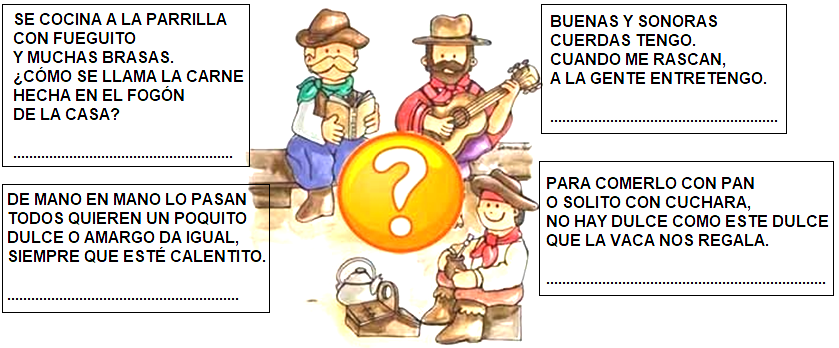 SE COCINA A LA PARRILLA
CON FUEGUITO
Y MUCHAS BRASAS.
¿CÓMO SE LLAMA LA CARNE
HECHA EN EL FOGÓN
DE LA CASA?
BUENAS Y SONORAS
CUERDAS TENGO.
CUANDO ME RASCAN,
A LA GENTE ENTRETENGO.
DE MANO EN MANO LO PASAN
TODOS QUIEREN UN POQUITO
DULCE O AMARGO DA IGUAL,
SIEMPRE QUE ESTÉ CALENTITO.
?
PARA COMERLO CON PAN
O SOLITO CON CUCHARA,
NO HAY DULCE COMO ESTE DULCE
QUE LA VACA NOS REGALA.